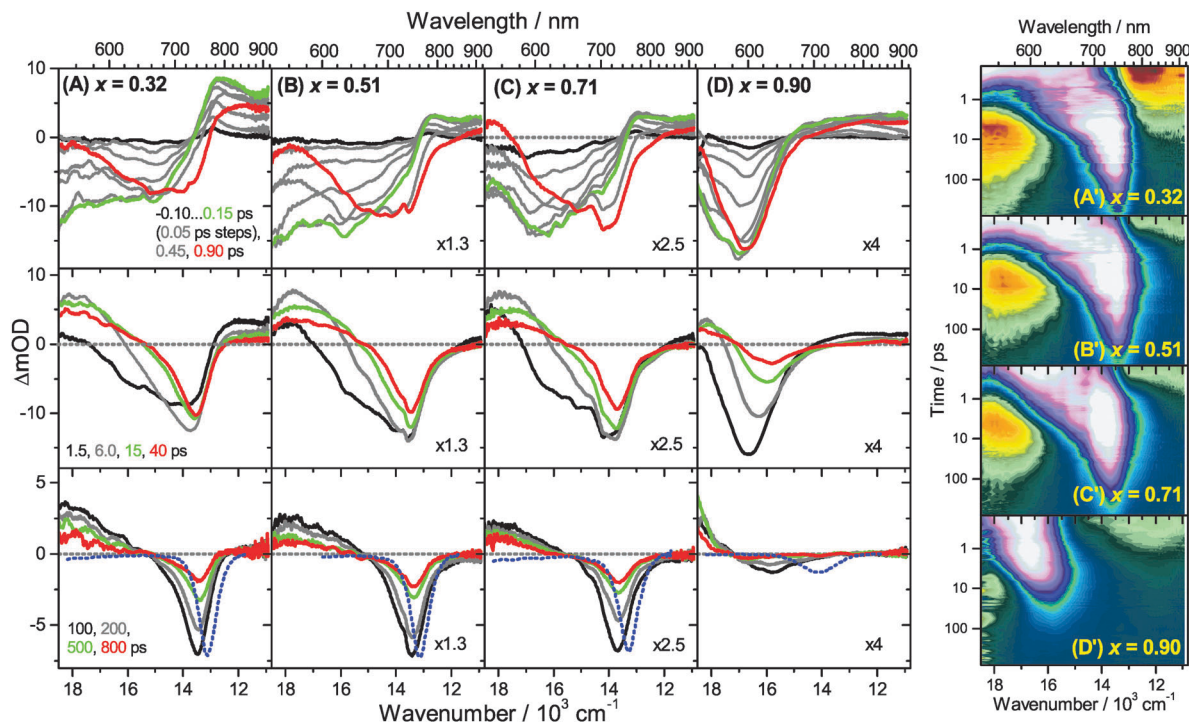 Wavelength / nm
Wavelength / nm
600 700 800 900
600 700 800 900
600 700 800 900
600 700 800 900
600 700 800 900
10
0
-10
(A) x = 0.32
(B) x = 0.51
(C) x = 0.71
(D) x = 0.90
-0.10...0.15 ps
(0.05 ps steps),
0.45, 0.90 ps
x1.3
x2.5
x4
ΔmOD
10
0
-10
1.5, 6.0, 15, 40 ps
x1.3
x2.5
x4
5
0
-5
100, 200,
500, 800 ps
x1.3
x2.5
x4
18 16 14 12
18 16 14 12
18 16 14 12
16 14 12
Wavenumber / 10³ cm⁻¹
Time / ps
1
10
100
(A') x = 0.32
1
10
100
(B') x = 0.51
1
10
100
(C') x = 0.71
1
10
100
(D') x = 0.90
18 16 14 12
Wavenumber / 10³ cm⁻¹